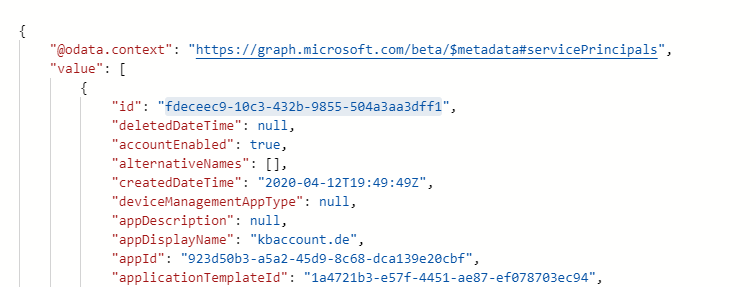 {
"@odata.context": "https://graph.microsoft.com/beta/$metadata#servicePrincipals",
"value": [
{
"id": "fdeceec9-10c3-432b-9855-504a3aa3dff1",
"deletedDateTime": null,
"accountEnabled": true,
"alternativeNames": [],
"createdDateTime": "2020-04-12T19:49:49Z",
"deviceManagementAppType": null,
"appDescription": null,
"appDisplayName": "kbaccount.de",
"appId": "923d50b3-a5a2-45d9-8c68-dca139e20cbf",
"applicationTemplateId": "1a4721b3-e57f-4451-ae87-ef078703ec94",